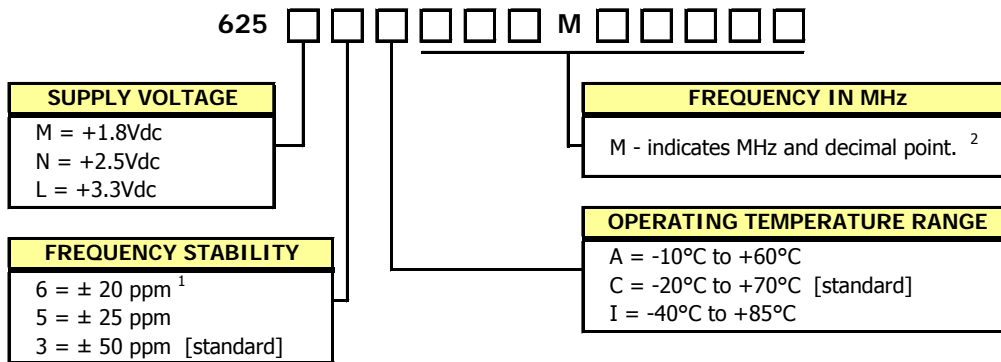 625 M
SUPPLY VOLTAGE
M = +1.8Vdc
N = +2.5Vdc
L = +3.3Vdc
FREQUENCY STABILITY
6 = ± 20 ppm 1
5 = ± 25 ppm
3 = ± 50 ppm [standard]
FREQUENCY IN MHz
M - indicates MHz and decimal point. 2
OPERATING TEMPERATURE RANGE
A = -10°C to +60°C
C = -20°C to +70°C [standard]
I = -40°C to +85°C